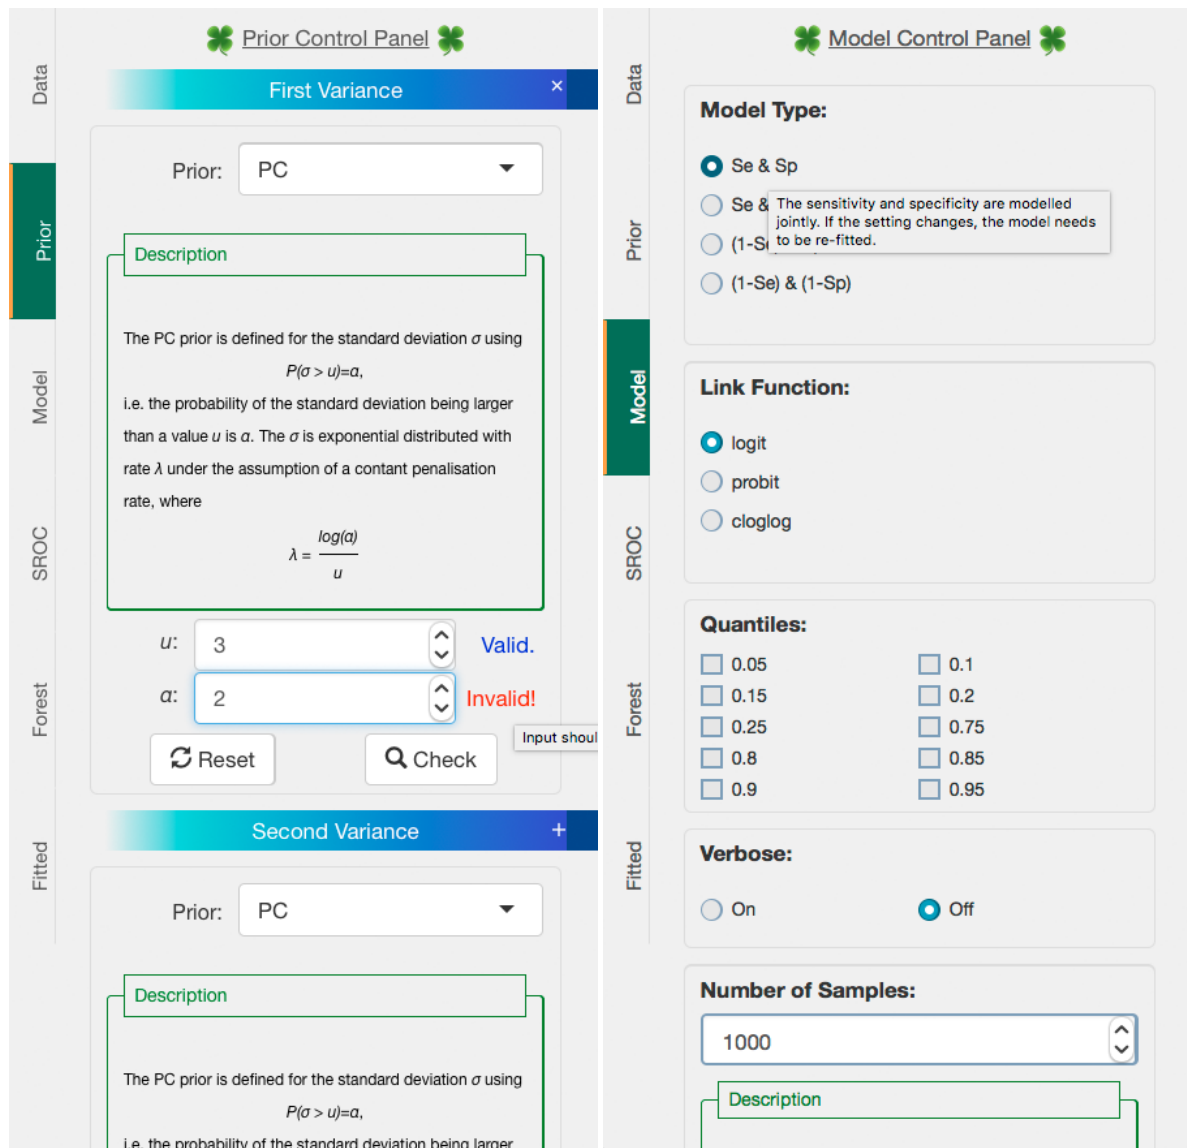 Prior Control Panel
Data
Prior
Model
SROC
Forest
Fitted
First Variance
×
Prior:
PC
Description
The PC prior is defined for the standard deviation σ using
P(σ > u)=α,
i.e. the probability of the standard deviation being larger
than a value u is α. The σ is exponential distributed with
rate λ under the assumption of a contant penalisation
rate, where
λ = log(α)
u
u:
3
Valid.
α:
2
Invalid!
Input shoul
Reset
Check
Second Variance
+
Prior:
PC
Description
The PC prior is defined for the standard deviation σ using
P(σ > u)=α,
i.e. the probability of the standard deviation being larger
Model Control Panel
Data
Prior
Model
SROC
Forest
Fitted
Model Type:
Se & Sp
Se &
The sensitivity and specificity are modelled
jointly. If the setting changes, the model needs
to be re-fitted.
(1-Se
(1-Se) & (1-Sp)
Link Function:
logit
probit
cloglog
Quantiles:
0.05
0.1
0.15
0.2
0.25
0.75
0.8
0.85
0.9
0.95
Verbose:
On
Off
Number of Samples:
1000
Description